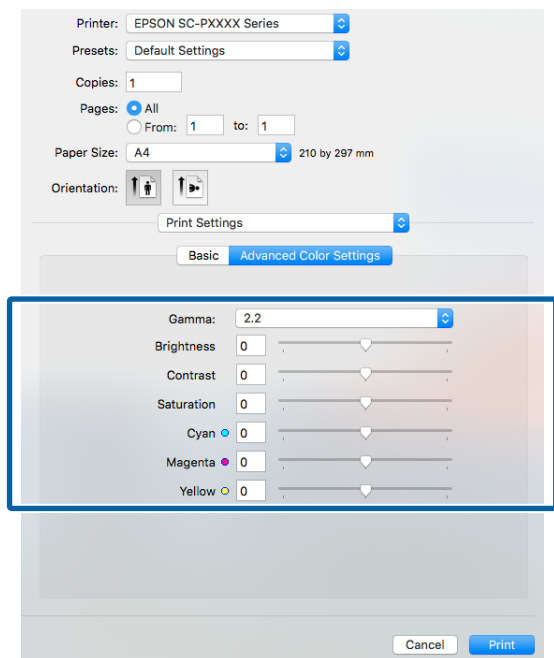 Printer: EPSON SC-PXXXX Series
Presets: Default Settings
Copies: 1
Pages: All
From: 1 to: 1
Paper Size: A4 210 by 297 mm
Orientation:
Print Settings
Basic Advanced Color Settings
Gamma: 2.2
Brightness 0
Contrast 0
Saturation 0
Cyan 0
Magenta 0
Yellow 0
Cancel Print